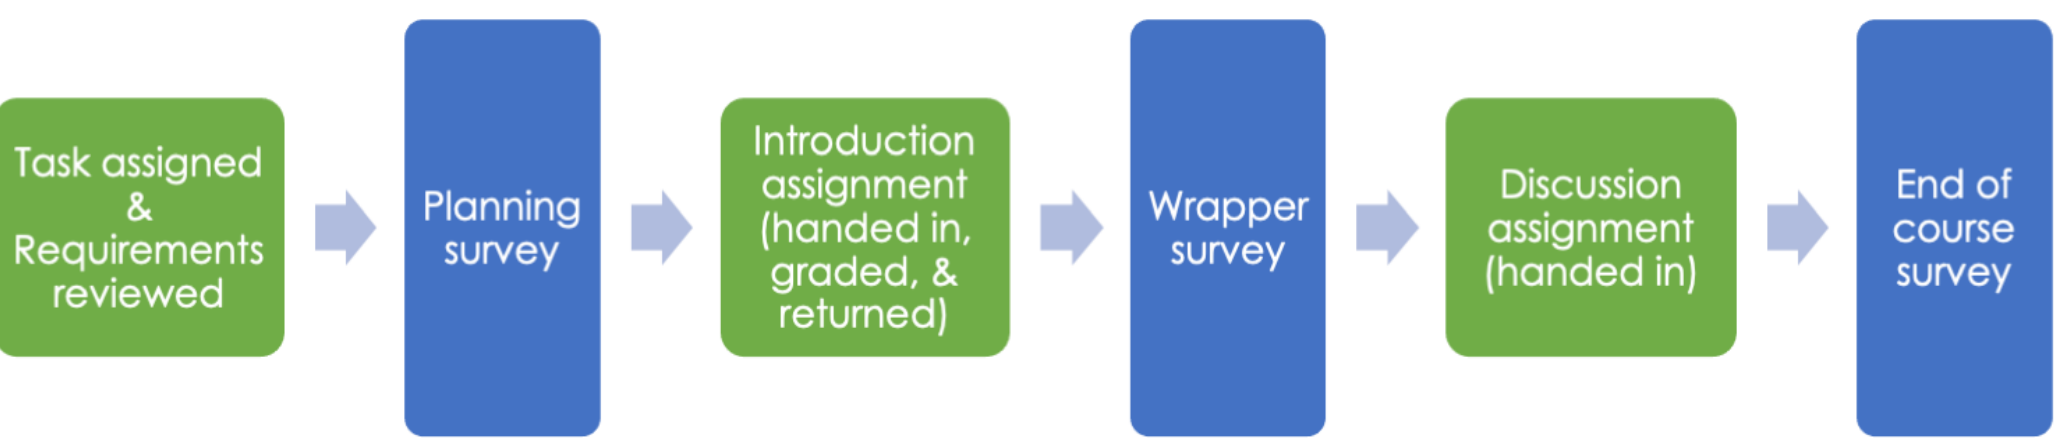 Task assigned
&
Requirements
reviewed
Planning
survey
Introduction
assignment
(handed in,
graded, &
returned)
Wrapper
survey
Discussion
assignment
(handed in)
End of
course
survey